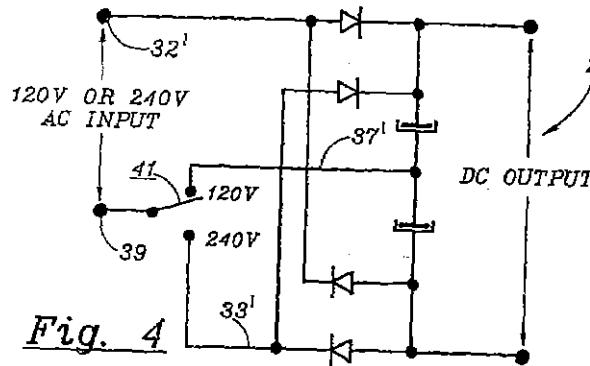 32'
120V OR 240V
AC INPUT
41
120V
37'
DC OUTPUT
39
240V
33'
Fig. 4